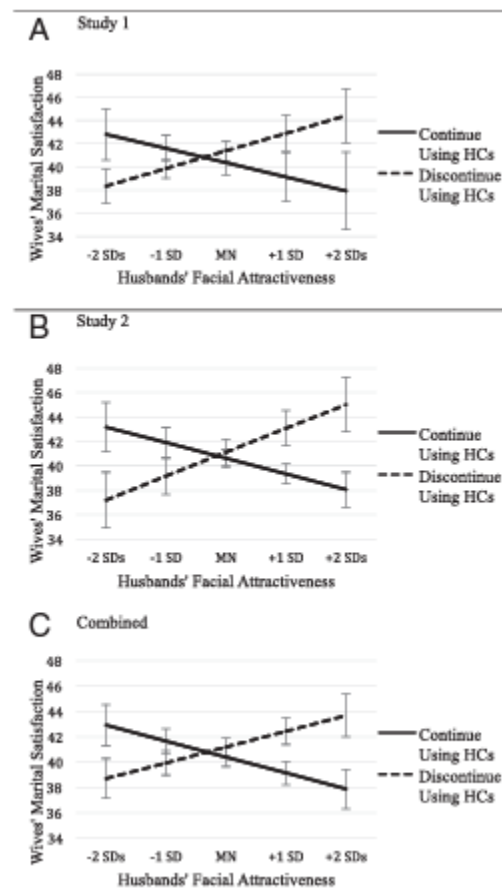 A Study 1
Wives' Marital Satisfaction
48
46
44
42
40
38
36
34
-2 SDs -1 SD MN +1 SD +2 SDs
Husbands' Facial Attractiveness
Continue
Using HCs
Discontinue
Using HCs
B Study 2
Wives' Marital Satisfaction
48
46
44
42
40
38
36
34
-2 SDs -1 SD MN +1 SD +2 SDs
Husbands' Facial Attractiveness
Continue
Using HCs
Discontinue
Using HCs
C Combined
Wives' Marital Satisfaction
48
46
44
42
40
38
36
34
-2 SDs -1 SD MN +1 SD +2 SDs
Husbands' Facial Attractiveness
Continue
Using HCs
Discontinue
Using HCs